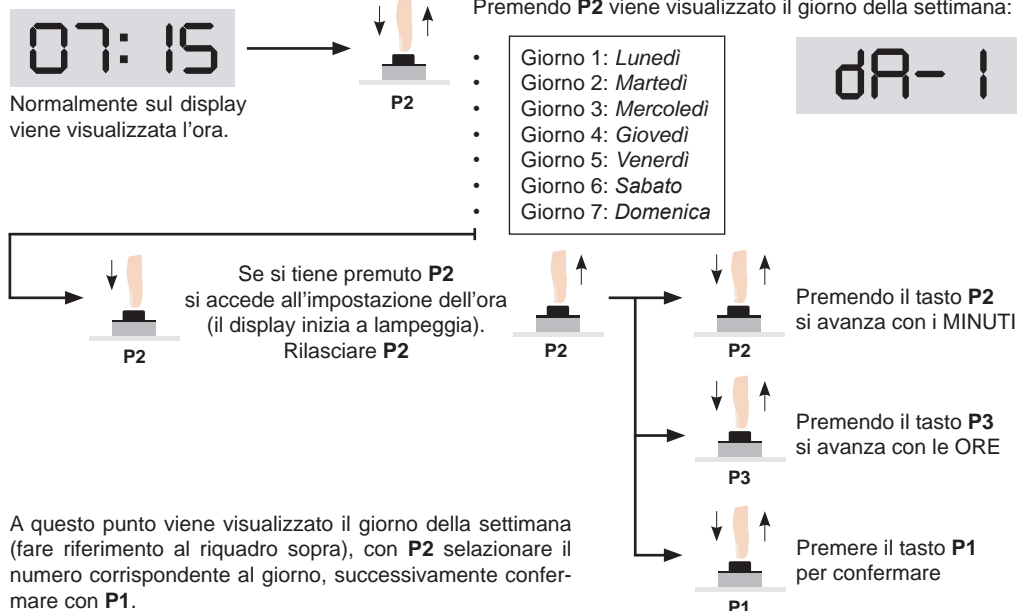 Premendo P2 viene visualizzato il giorno della settimana:
07:15
Normalmente sul display
viene visualizzata l'ora.
P2
• Giorno 1: Lunedì
• Giorno 2: Martedì
• Giorno 3: Mercoledì
• Giorno 4: Giovedì
• Giorno 5: Venerdì
• Giorno 6: Sabato
• Giorno 7: Domenica
dA-1
P2
Se si tiene premuto P2
si accede all'impostazione dell'ora
(il display inizia a lampeggia).
Rilasciare P2
P2
P2
Premendo il tasto P2
si avanza con i MINUTI
P3
Premendo il tasto P3
si avanza con le ORE
P1
Premere il tasto P1
per confermare
A questo punto viene visualizzato il giorno della settimana
(fare riferimento al riquadro sopra), con P2 selazionare il
numero corrispondente al giorno, successivamente confer-
mare con P1.